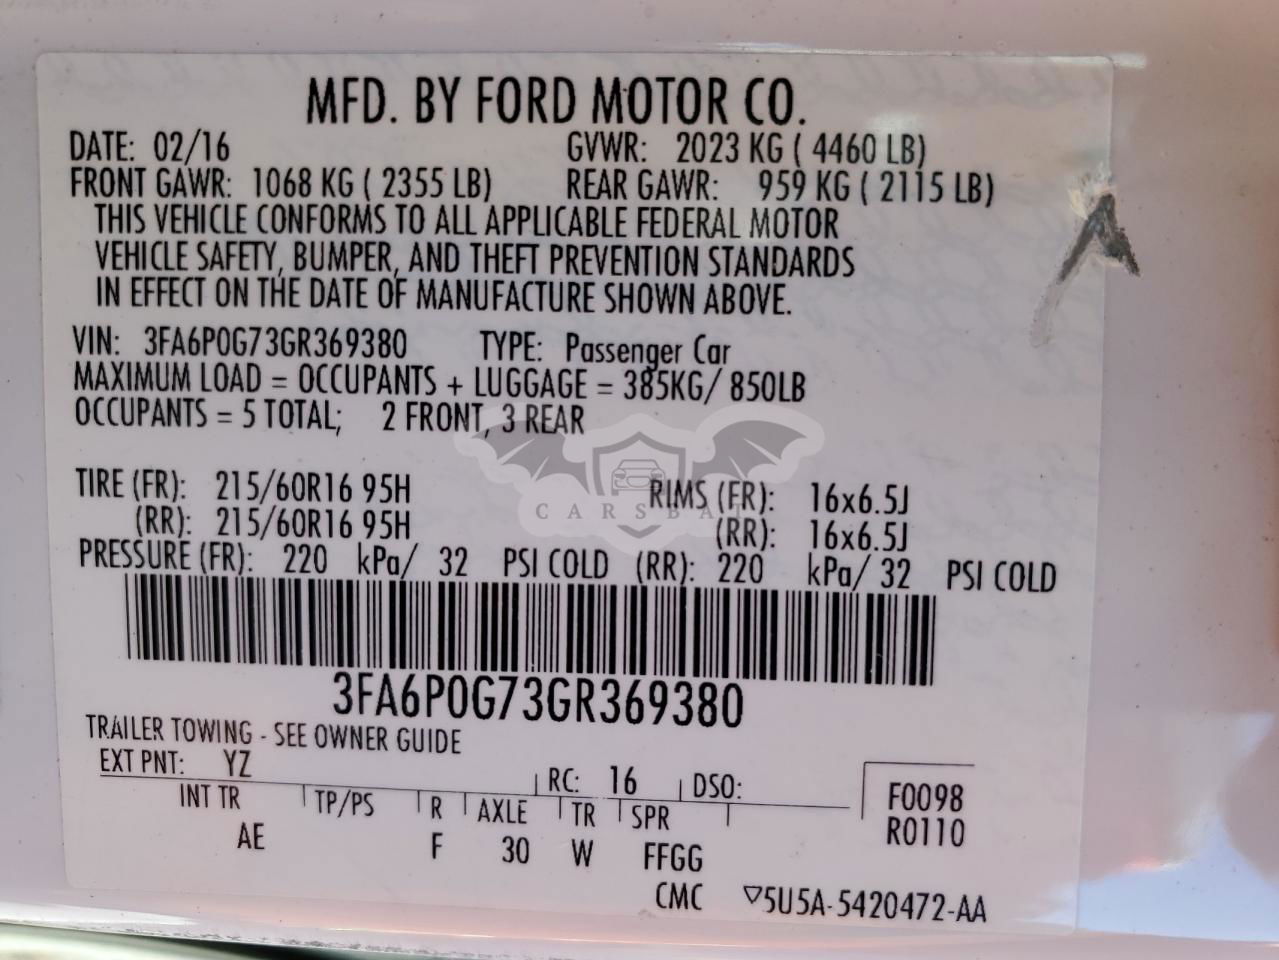 MFD. BY FORD MOTOR CO.
DATE: 02/16 GVWR: 2023 KG ( 4460 LB)
FRONT GAWR: 1068 KG ( 2355 LB) REAR GAWR: 959 KG ( 2115 LB)
THIS VEHICLE CONFORMS TO ALL APPLICABLE FEDERAL MOTOR
VEHICLE SAFETY, BUMPER, AND THEFT PREVENTION STANDARDS
IN EFFECT ON THE DATE OF MANUFACTURE SHOWN ABOVE.
VIN: 3FA6P0G73GR369380 TYPE: Passenger Car
MAXIMUM LOAD = OCCUPANTS + LUGGAGE = 385KG/ 850LB
OCCUPANTS = 5 TOTAL; 2 FRONT, 3 REAR
TIRE (FR): 215/60R16 95H RIMS (FR): 16x6.5J
CARSBAT
(RR): 215/60R16 95H (RR): 16x6.5J
PRESSURE (FR): 220 kPa/ 32 PSI COLD (RR): 220 kPa/ 32 PSI COLD
3FA6P0G73GR369380
TRAILER TOWING - SEE OWNER GUIDE
EXT PNT: YZ RC: 16 DSO:
INT TR TP/PS R AXLE TR SPR F0098
R0110
AE F 30 W FFGG
CMC ▽5U5A-5420472-AA